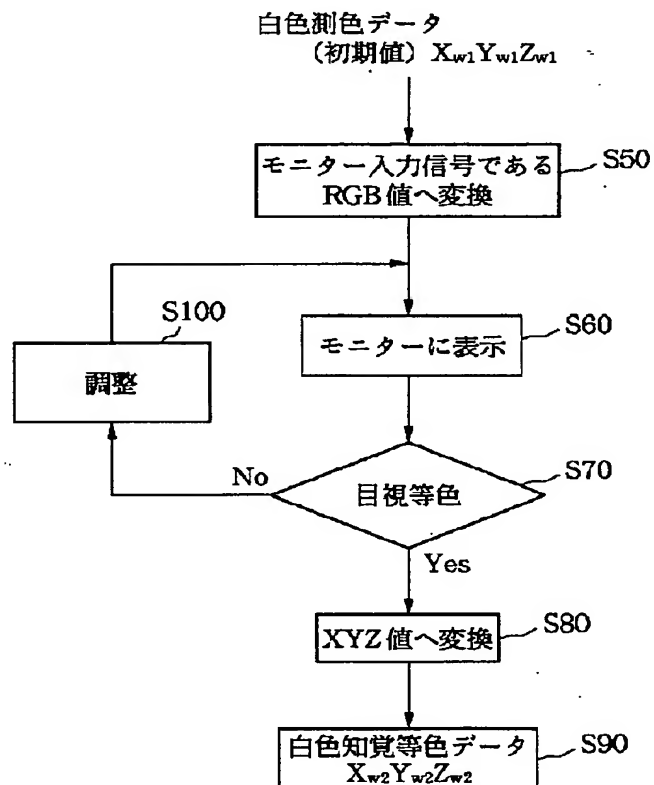 白色測色データ
(初期値) Xw1Yw1Zw1
モニター入力信号である
RGB値へ変換
S50
S100
調整
モニターに表示
S60
No
目視等色
S70
Yes
XYZ値へ変換
S80
白色知覚等色データ
Xw2Yw2Zw2
S90